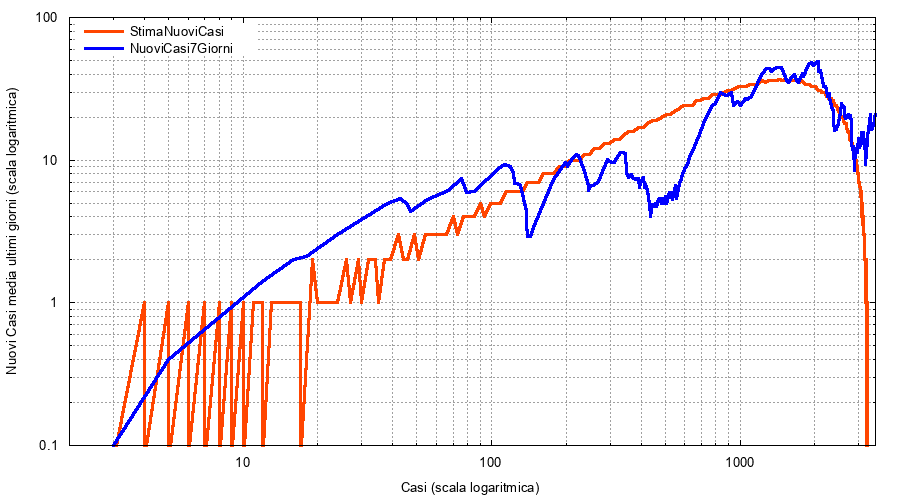 100
StimaNuoviCasi
NuoviCasi7Giorni
10
1
0.1
Nuovi Casi media ultimi giorni (scala logaritmica)
10
100
1000
Casi (scala logaritmica)